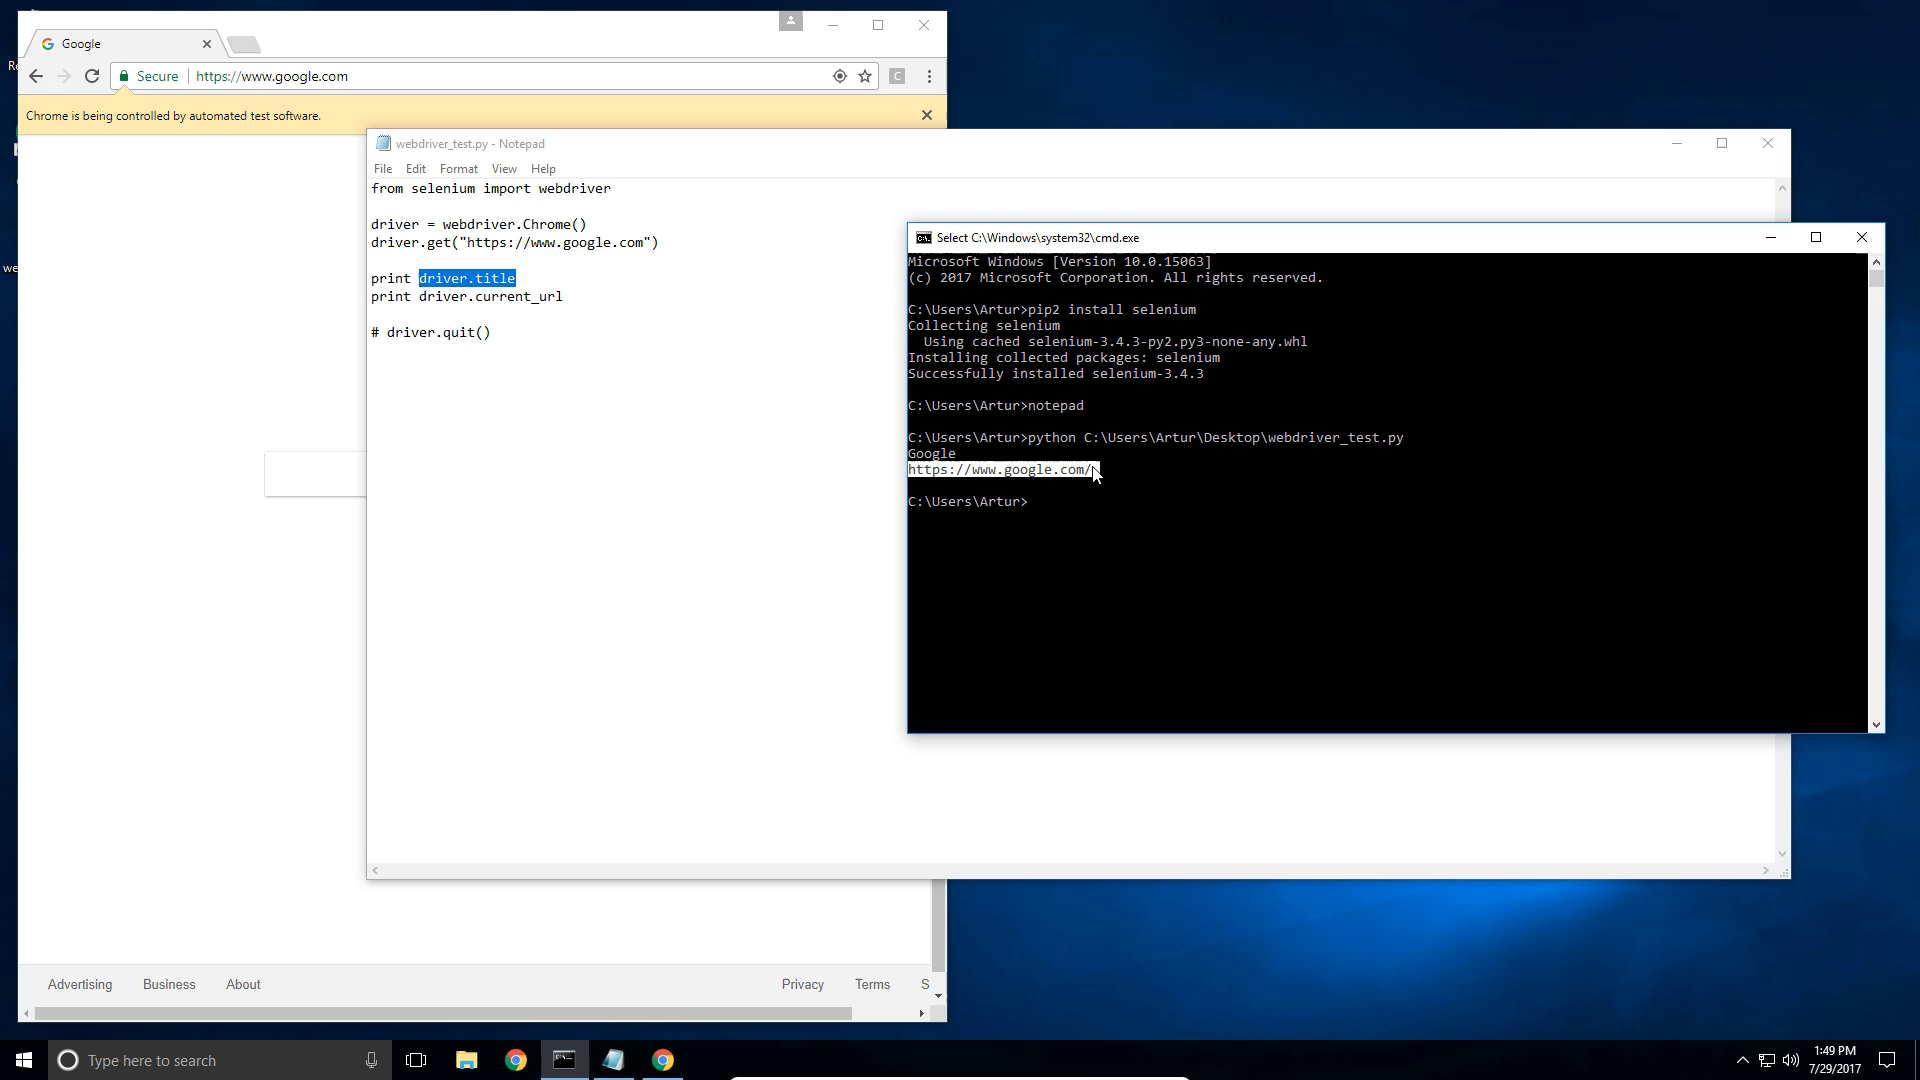 Google
Secure
https://www.google.com
C
Chrome is being controlled by automated test software.
webdriver_test.py - Notepad
File Edit Format View Help
from selenium import webdriver
driver = webdriver.Chrome()
driver.get("https://www.google.com")
print driver.title
print driver.current_url
# driver.quit()
Select C:\Windows\system32\cmd.exe
Microsoft Windows [Version 10.0.15063]
(c) 2017 Microsoft Corporation. All rights reserved.
C:\Users\Artur>pip2 install selenium
Collecting selenium
Using cached selenium-3.4.3-py2.py3-none-any.whl
Installing collected packages: selenium
Successfully installed selenium-3.4.3
C:\Users\Artur>notepad
C:\Users\Artur>python C:\Users\Artur\Desktop\webdriver_test.py
Google
https://www.google.com/
C:\Users\Artur>
Advertising Business About Privacy Terms S
Type here to search
1:49 PM
7/29/2017